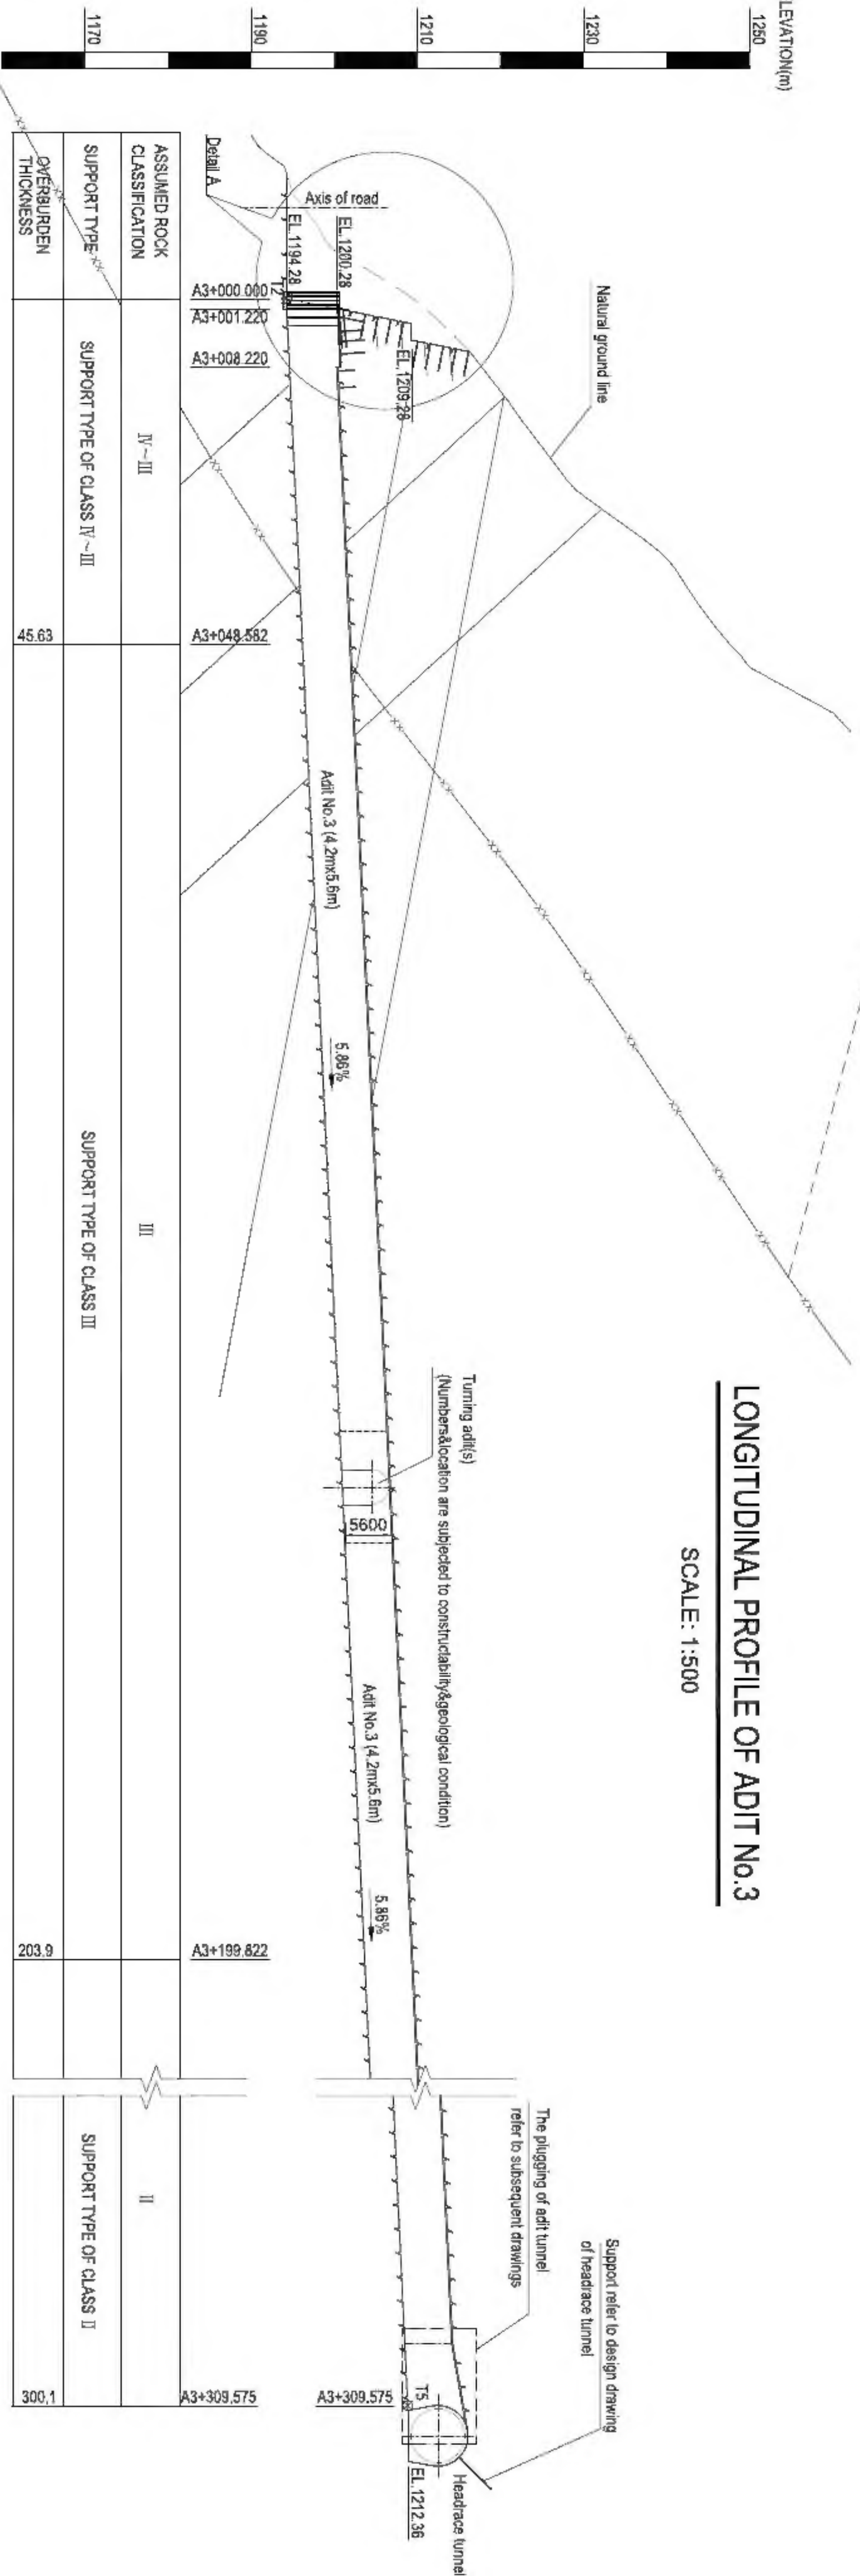 LONGITUDINAL PROFILE OF ADIT No.3
SCALE: 1:500
LEVATION(m)
1250
1230
1210
1190
1170
Natural ground line
Axis of road
Detail A
EL.1200.28
EL.1194.28
EL.1209.28
T2
Adit No.3 (4.2mx5.6m)
5.86%
Turning adit(s)
(Numbers&location are subjected to constructability&geological condition)
5600
Adit No.3 (4.2mx5.6m)
5.86%
The plugging of adit tunnel
refer to subsequent drawings
Support refer to design drawing
of headrace tunnel
Headrace tunnel
EL.1212.36
T5
A3+309.575
A3+000.000
A3+001.220
A3+008.220
A3+048.582
A3+199.822
A3+309.575
ASSUMED ROCK
CLASSIFICATION
IV~III
III
II
SUPPORT TYPE
SUPPORT TYPE OF CLASS IV~III
SUPPORT TYPE OF CLASS III
SUPPORT TYPE OF CLASS II
OVERBURDEN
THICKNESS
45.63
203.9
300.1